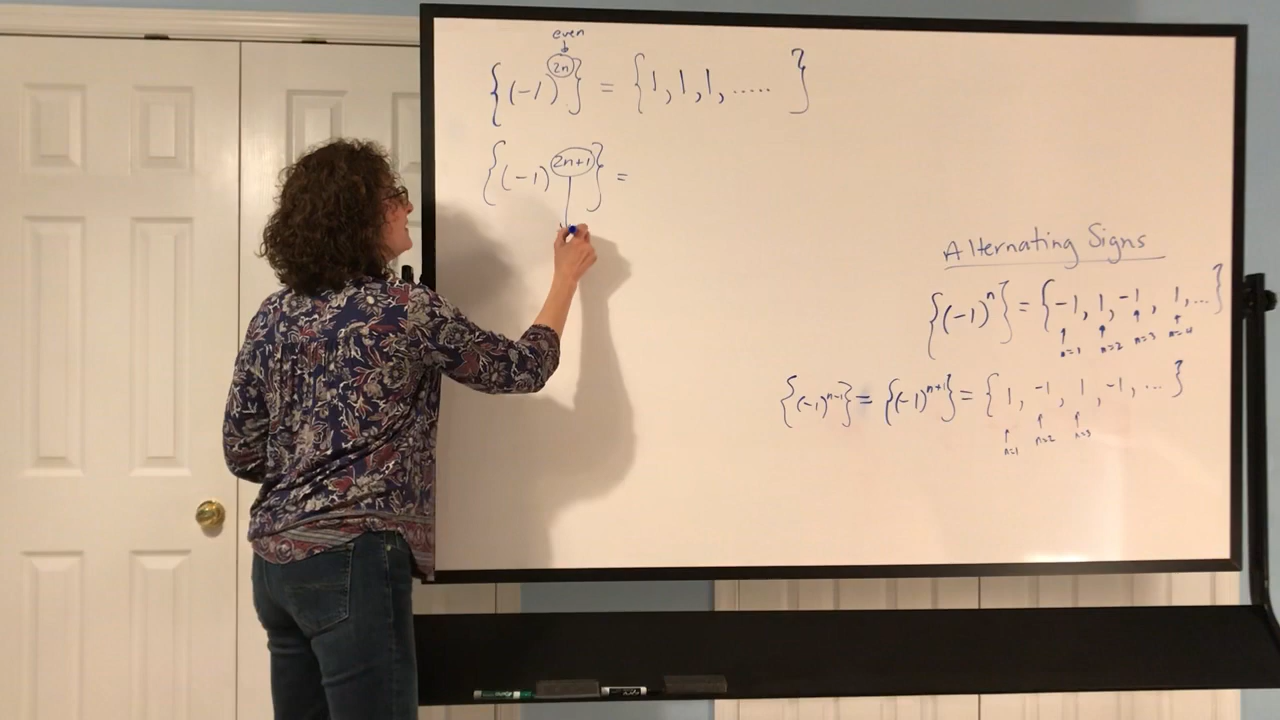 even
{(-1)^2n} = {1, 1, 1, ..... }
{(-1)^2n+1} =
Alternating Signs
{(-1)^n} = {-1, 1, -1, 1, ... }
n=1 n=2 n=3 n=4
{(-1)^n-1} = {(-1)^n+1} = {1, -1, 1, -1, ... }
n=1 n=2 n=3